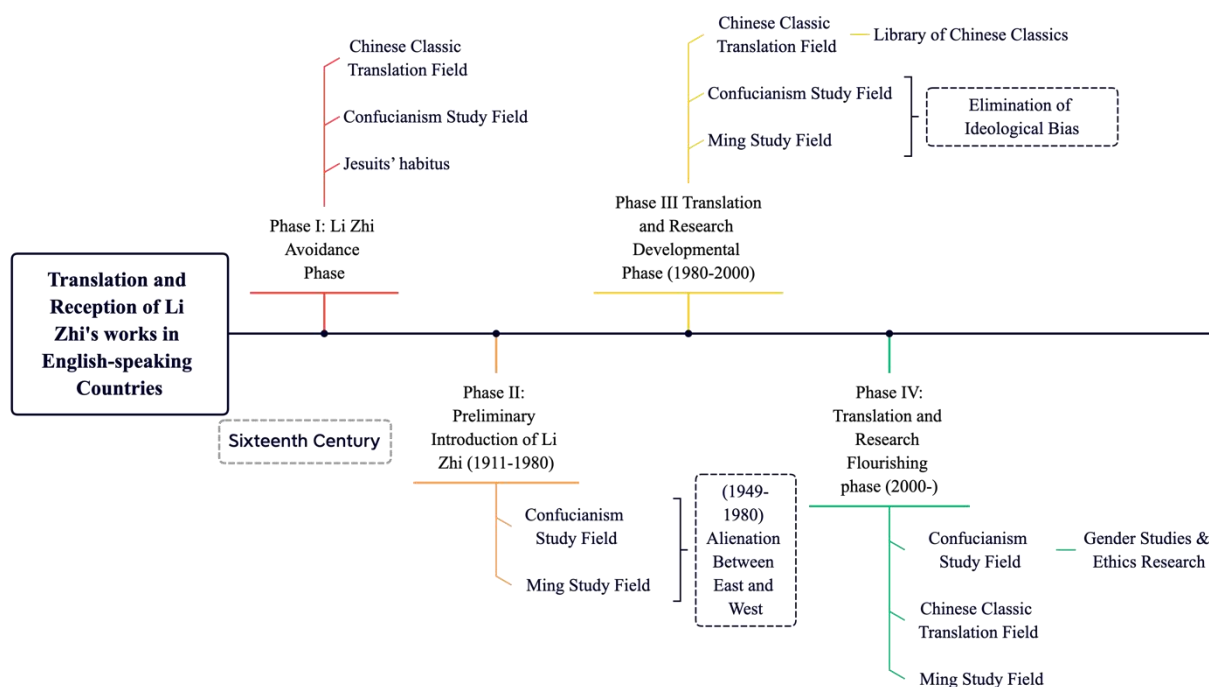 Translation and
Reception of Li
Zhi's works in
English-speaking
Countries
Sixteenth Century
Chinese Classic
Translation Field
Confucianism Study Field
Jesuits’ habitus
Phase I: Li Zhi
Avoidance
Phase
Phase II:
Preliminary
Introduction of Li
Zhi (1911-1980)
Confucianism
Study Field
Ming Study Field
(1949-
1980)
Alienation
Between
East and
West
Chinese Classic
Translation Field
Library of Chinese Classics
Confucianism Study Field
Ming Study Field
Elimination of
Ideological Bias
Phase III Translation
and Research
Developmental
Phase (1980-2000)
Phase IV:
Translation and
Research
Flourishing
phase (2000-)
Confucianism
Study Field
Gender Studies &
Ethics Research
Chinese Classic
Translation Field
Ming Study Field